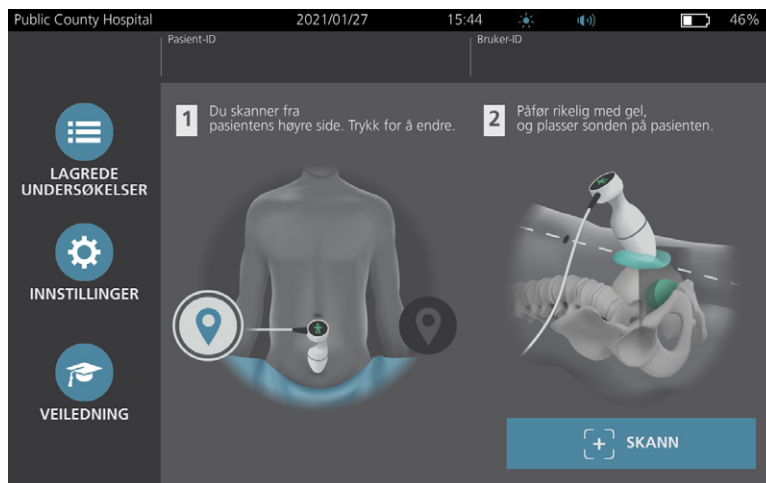 Public County Hospital 2021/01/27 15:44 46%
Pasient-ID
Bruker-ID
LAGREDE
UNDERSØKELSER
INNSTILLINGER
VEILEDNING
1 Du skanner fra
pasientens høyre side. Trykk for å endre.
2 Påfør rikelig med gel,
og plasser sonden på pasienten.
SKANN